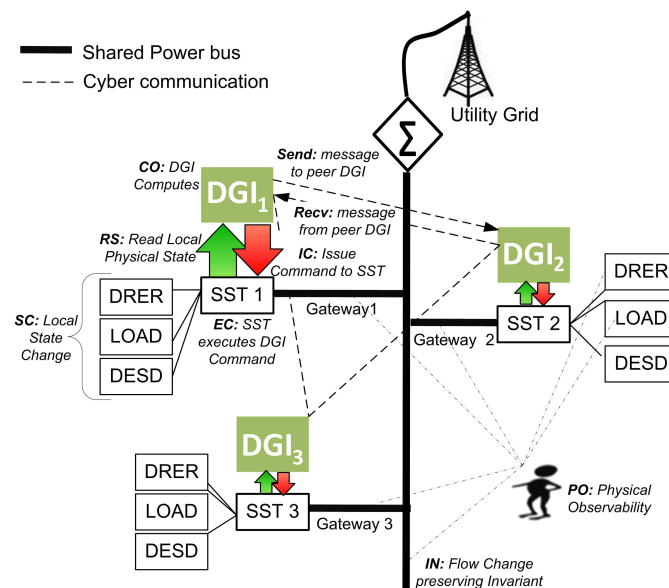 Shared Power bus
Cyber communication
Utility Grid
Σ
CO: DGI
Computes
Send: message
to peer DGI
DGI₁
Recv: message
from peer DGI
RS: Read Local
Physical State
IC: Issue
Command to SST
DGI₂
SC: Local
State
Change
DRER
LOAD
DESD
SST 1
Gateway1
EC: SST
executes DGI
Command
SST 2
Gateway 2
DRER
LOAD
DESD
DGI₃
DRER
LOAD
DESD
SST 3
Gateway 3
PO: Physical
Observability
IN: Flow Change
preserving Invariant